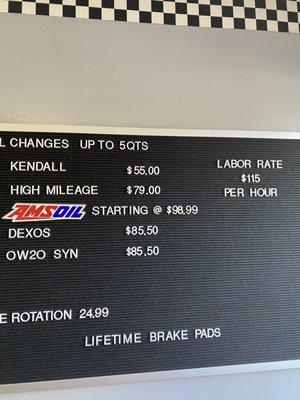 L CHANGES UP TO 5QTS
KENDALL $55.00
HIGH MILEAGE $79.00
AMSOIL STARTING @ $98,99
DEXOS $85.50
OW20 SYN $85.50
LABOR RATE
$115
PER HOUR
E ROTATION 24.99
LIFETIME BRAKE PADS